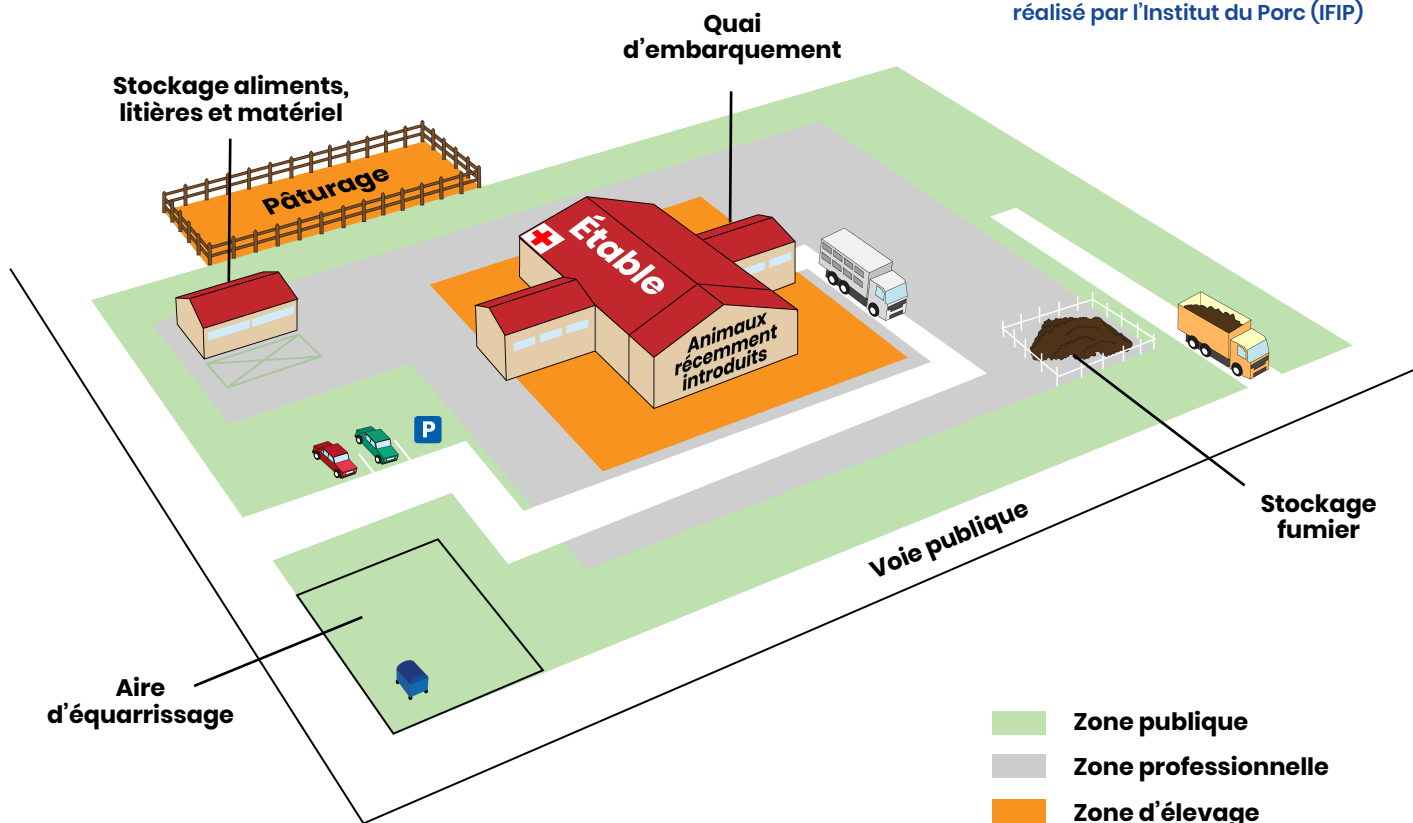 réalisé par l'Institut du Porc (IFIP)
Quai
d'embarquement
Stockage aliments,
litières et matériel
Pâturage
Étable
Animaux
récemment
introduits
P
Stockage
fumier
Voie publique
Aire
d'équarrissage
Zone publique
Zone professionnelle
Zone d'élevage